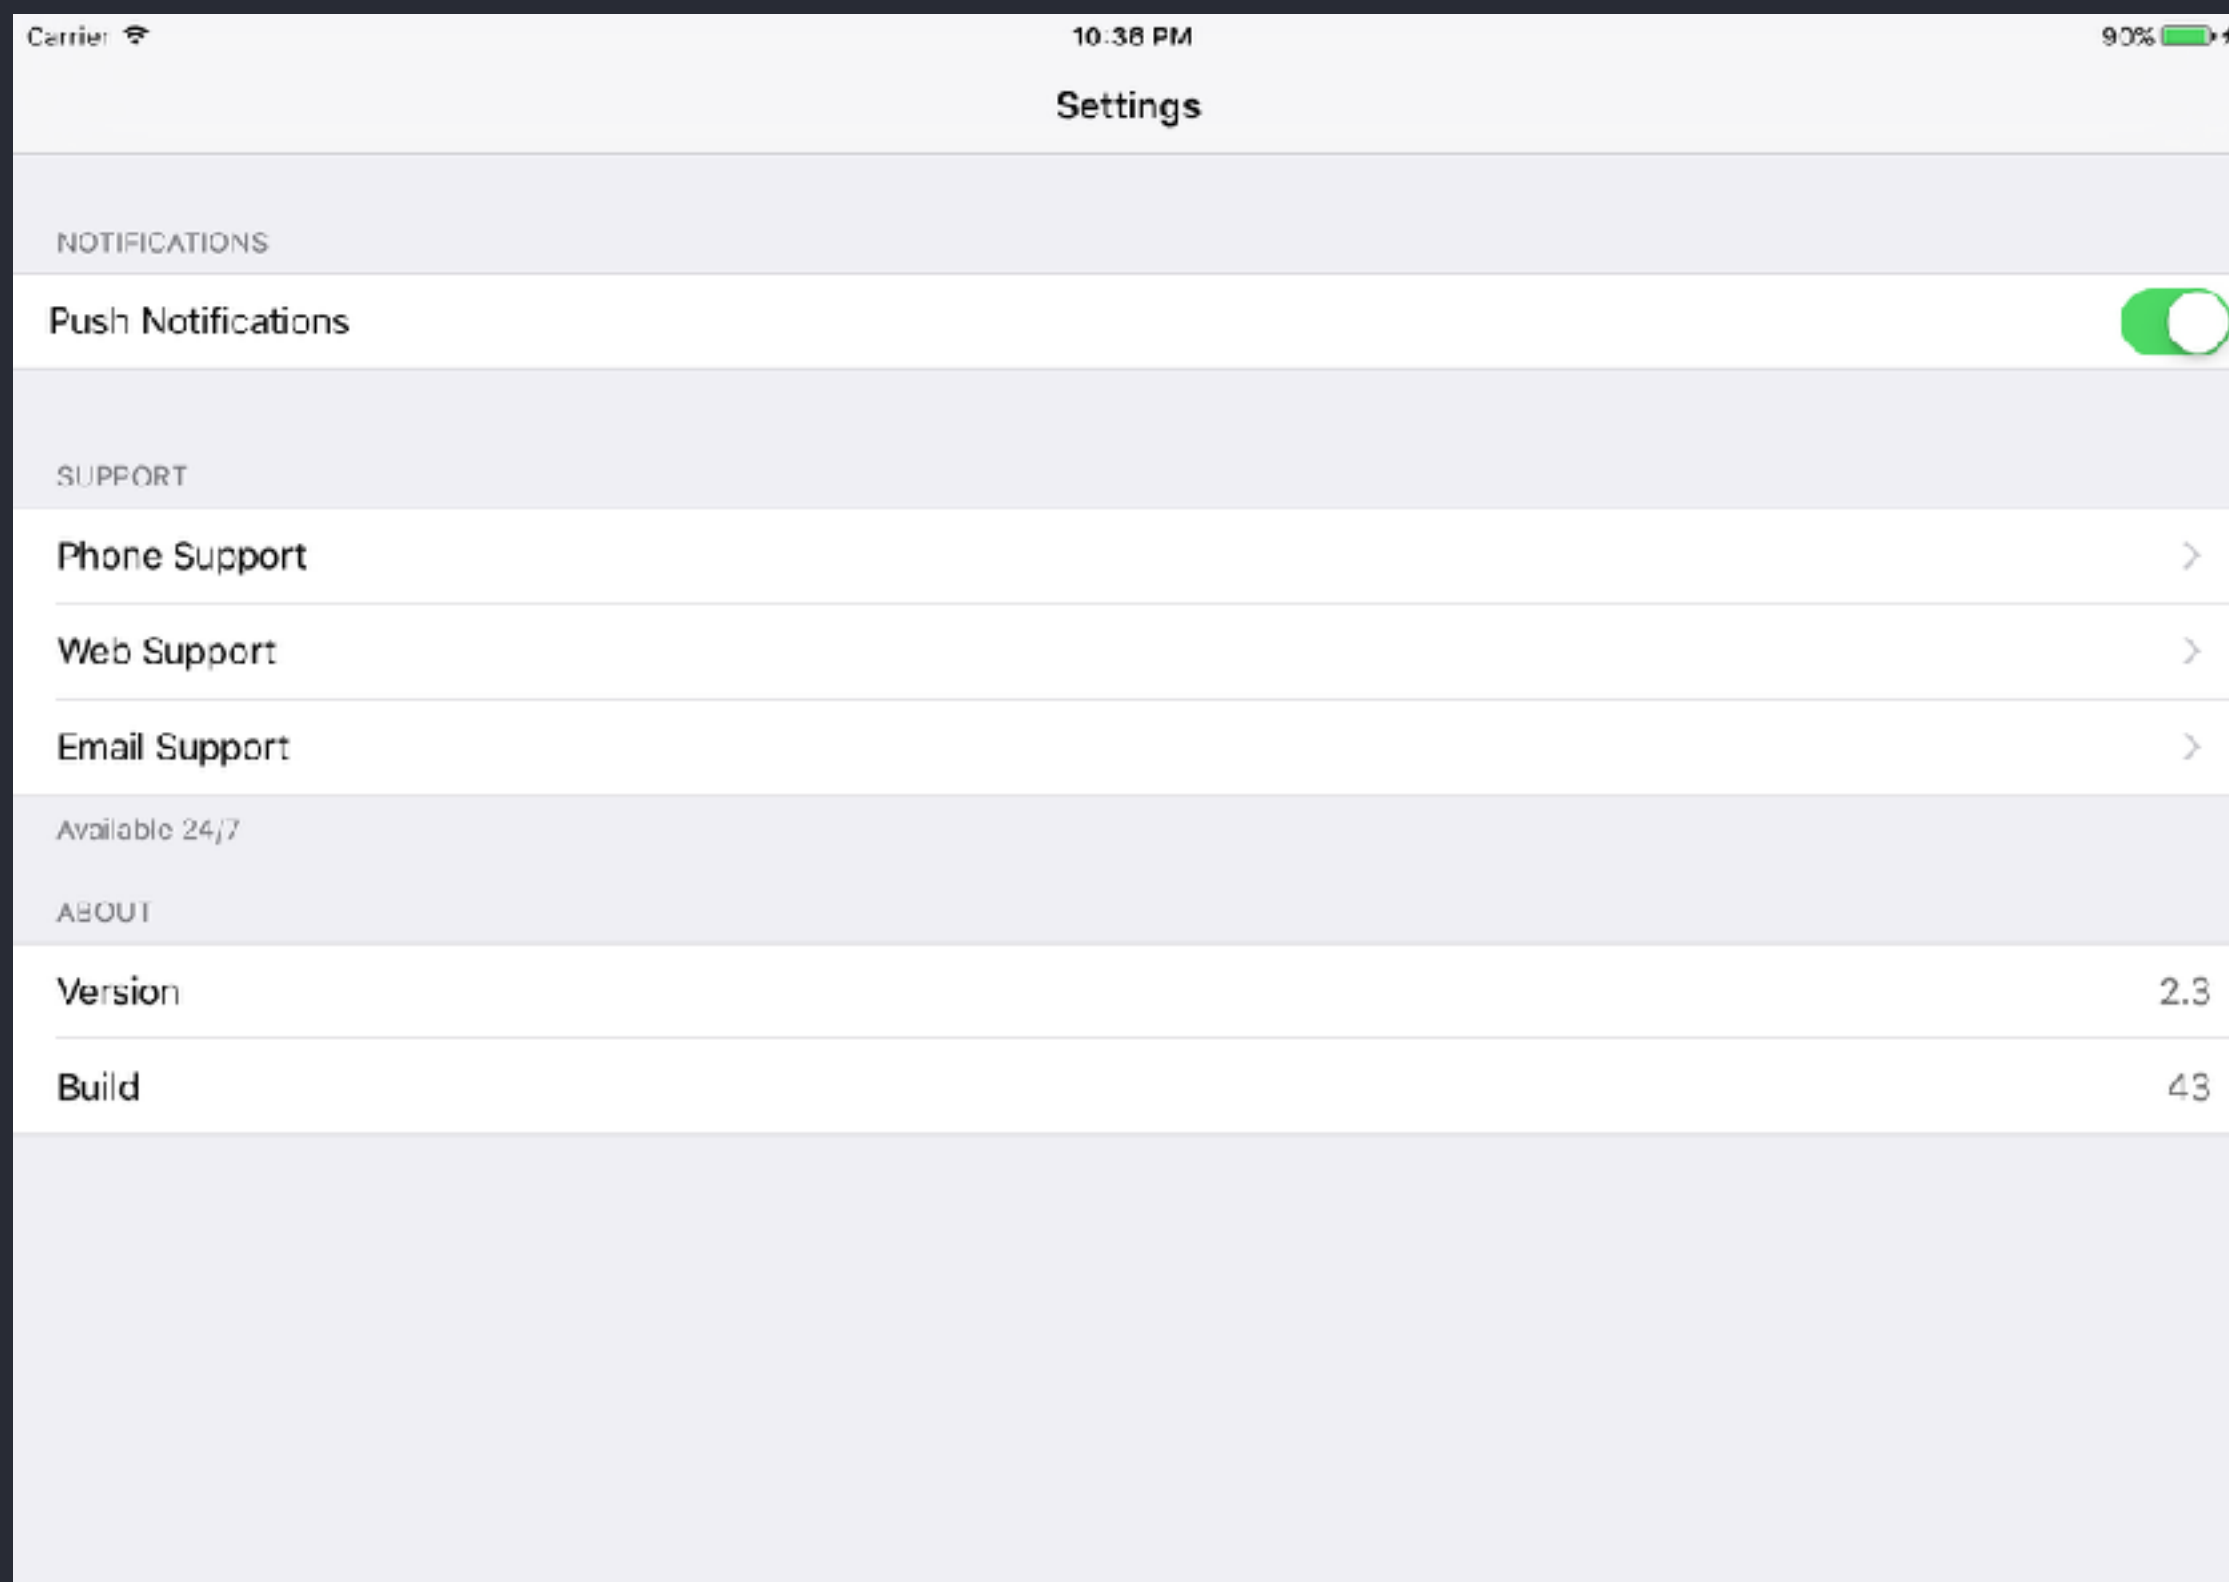 Carrier
10:36 PM
90%
Settings
NOTIFICATIONS
Push Notifications
SUPPORT
Phone Support
Web Support
Email Support
Available 24/7
ABOUT
Version 2.3
Build 43